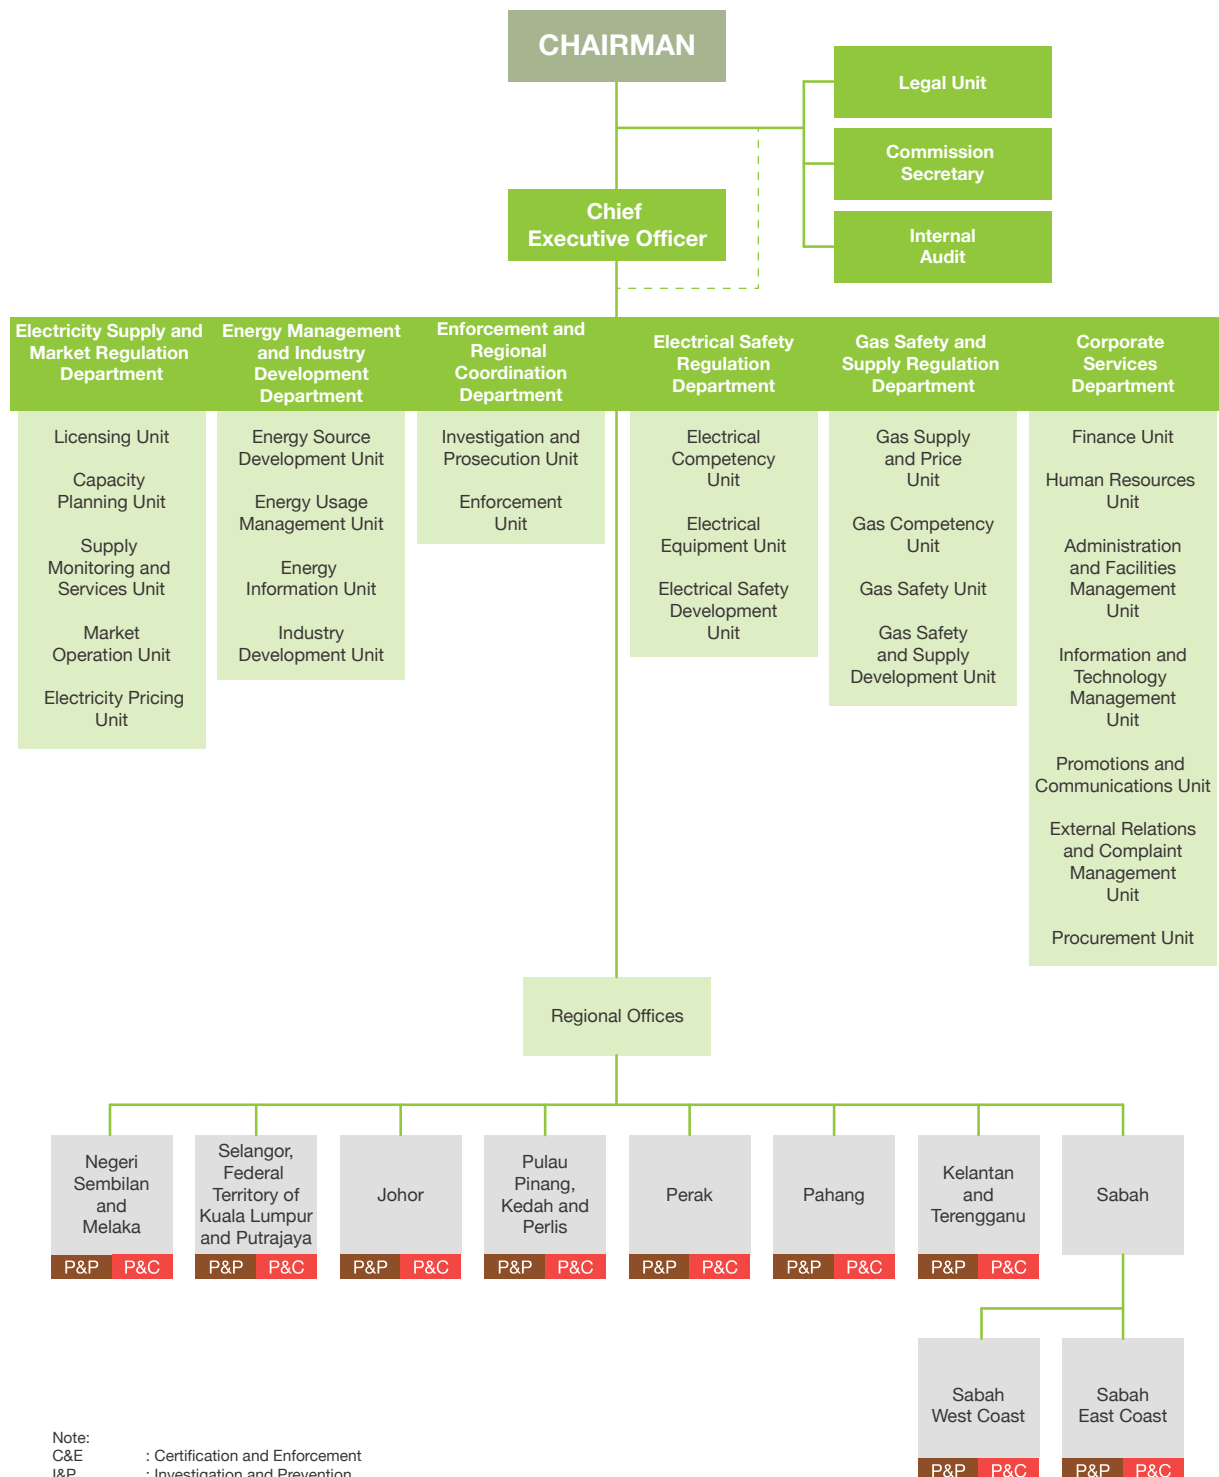 CHAIRMAN
Legal Unit
Commission
Secretary
Internal
Audit
Chief
Executive Officer
Electricity Supply and
Market Regulation
Department
Licensing Unit
Capacity
Planning Unit
Supply
Monitoring and
Services Unit
Market
Operation Unit
Electricity Pricing
Unit
Energy Management
and Industry
Development
Department
Energy Source
Development Unit
Energy Usage
Management Unit
Energy
Information Unit
Industry
Development Unit
Enforcement and
Regional
Coordination
Department
Investigation and
Prosecution Unit
Enforcement
Unit
Electrical Safety
Regulation
Department
Electrical
Competency
Unit
Electrical
Equipment Unit
Electrical Safety
Development
Unit
Gas Safety and
Supply Regulation
Department
Gas Supply
and Price
Unit
Gas Competency
Unit
Gas Safety Unit
Gas Safety
and Supply
Development Unit
Corporate
Services
Department
Finance Unit
Human Resources
Unit
Administration
and Facilities
Management
Unit
Information and
Technology
Management
Unit
Promotions and
Communications Unit
External Relations
and Complaint
Management
Unit
Procurement Unit
Regional Offices
Negeri
Sembilan
and
Melaka
P&P P&C
Selangor,
Federal
Territory of
Kuala Lumpur
and Putrajaya
P&P P&C
Johor
P&P P&C
Pulau
Pinang,
Kedah and
Perlis
P&P P&C
Perak
P&P P&C
Pahang
P&P P&C
Kelantan
and
Terengganu
P&P P&C
Sabah
Sabah
West Coast
P&P P&C
Sabah
East Coast
P&P P&C
Note:
C&E : Certification and Enforcement
I&P : Investigation and Prevention